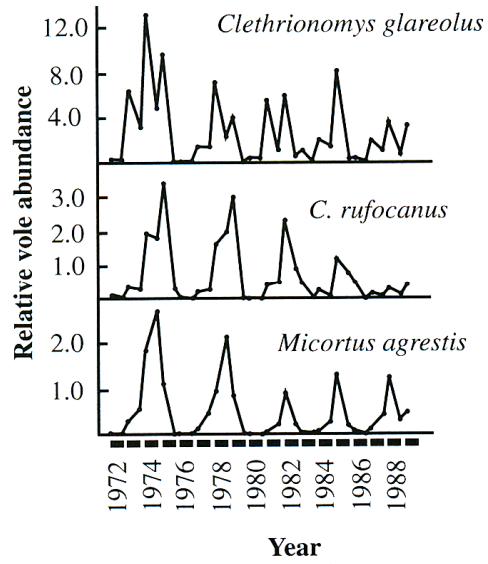 Clethrionomys glareolus
12.0
8.0
4.0
C. rufocanus
3.0
2.0
1.0
Micortus agrestis
2.0
1.0
Relative vole abundance
1972 1974 1976 1978 1980 1982 1984 1986 1988
Year